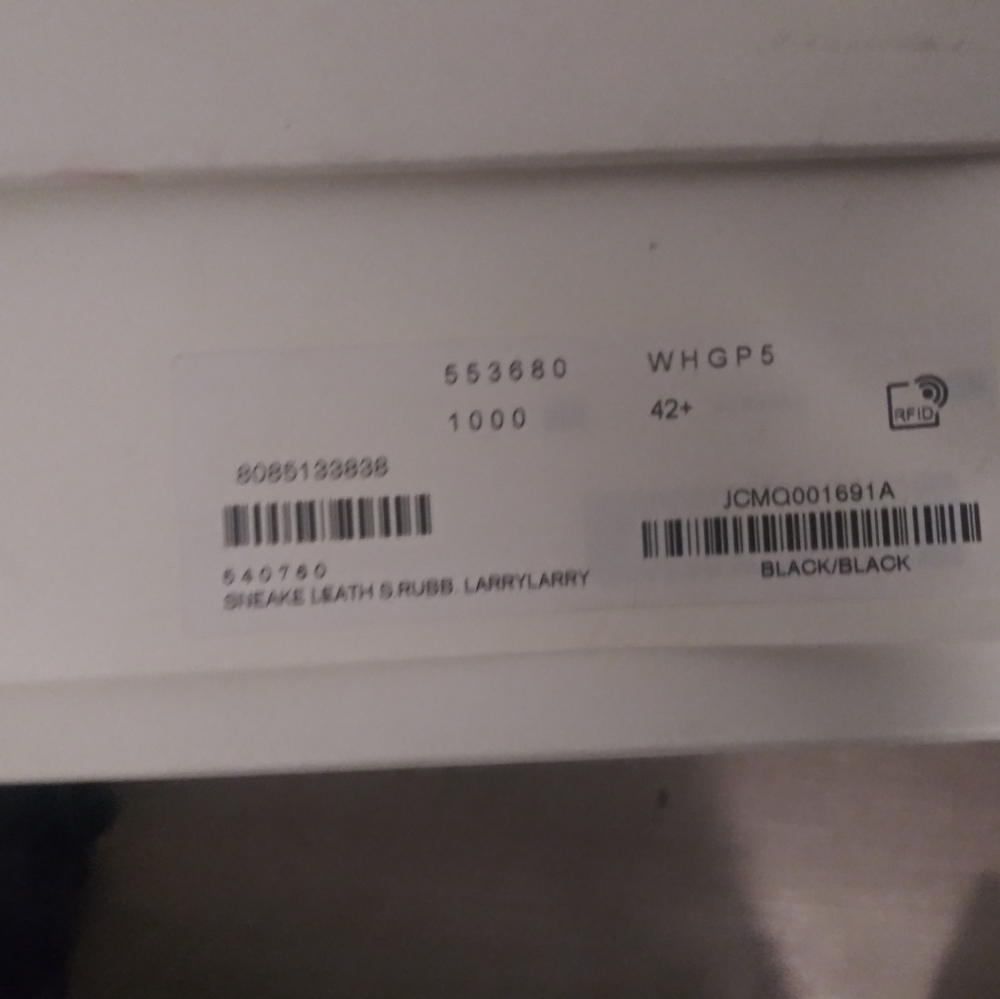 553680 WHGP5
1000 42+
RFID
8085133838
JCMQ001691A
540760
BLACK/BLACK
SNEAKE LEATH S.RUBB. LARRYLARRY